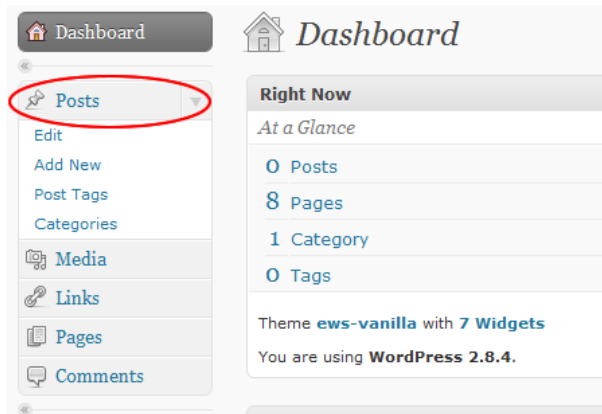 Dashboard
Posts
Edit
Add New
Post Tags
Categories
Media
Links
Pages
Comments
Dashboard
Right Now
At a Glance
0 Posts
8 Pages
1 Category
0 Tags
Theme ews-vanilla with 7 Widgets
You are using WordPress 2.8.4.